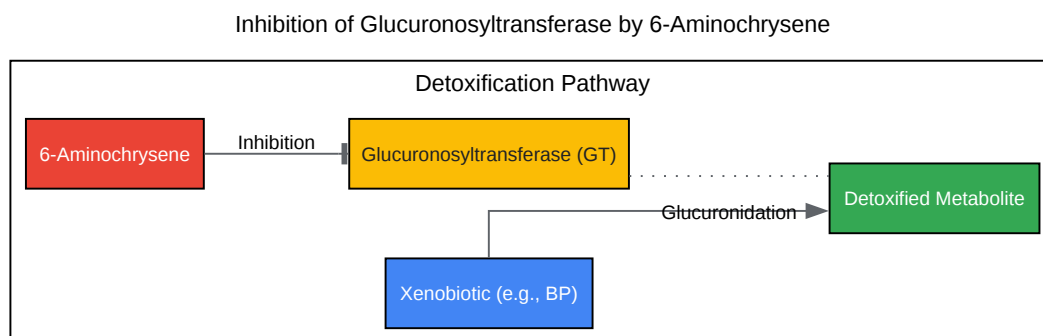 Inhibition of Glucuronosyltransferase by 6-Aminochrysene
Detoxification Pathway
6-Aminochrysene
Inhibition
Glucuronosyltransferase (GT)
Detoxified Metabolite
Glucuronidation
Xenobiotic (e.g., BP)